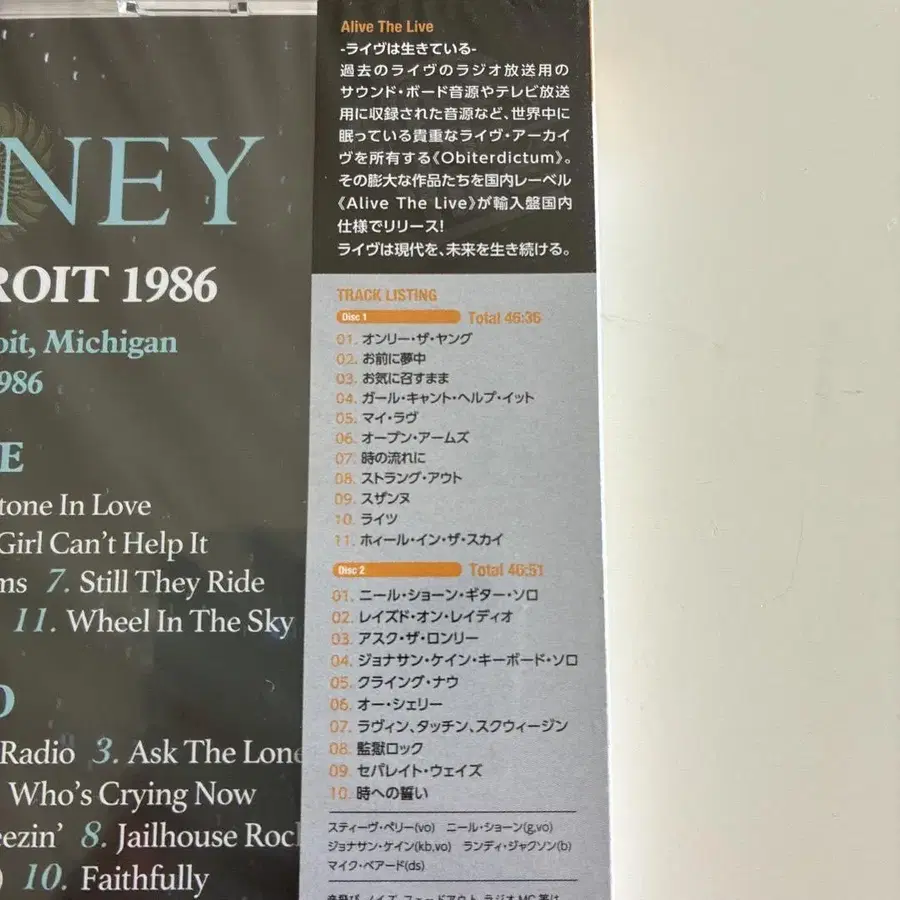 NEY
ROIT 1986
oit, Michigan
986
E
tone In Love
Girl Can't Help It
ms 7. Still They Ride
11. Wheel In The Sky
D
Radio 3. Ask The Lone
Who's Crying Now
eezin' 8. Jailhouse Roc
) 10. Faithfully
Alive The Live
-ライヴは生きている-
過去のライヴのラジオ放送用の
サウンド・ボード音源やテレビ放送
用に収録された音源など、世界中に
眠っている貴重なライヴ・アーカイ
ヴを所有する《Obiterdictum》。
その膨大な作品たちを国内レーベル
《Alive The Live》が輸入盤国内
仕様でリリース!
ライヴは現代を、未来を生き続ける。
TRACK LISTING
Disc 1 Total 46:36
01. オンリー・ザ・ヤング
02. お前に夢中
03. お気に召すまま
04. ガール・キャント・ヘルプ・イット
05. マイ・ラヴ
06. オープン・アームズ
07. 時の流れに
08. ストラング・アウト
09. スザンヌ
10. ライツ
11. ホィール・イン・ザ・スカイ
Disc 2 Total 46:51
01. ニール・ショーン・ギター・ソロ
02. レイズド・オン・レイディオ
03. アスク・ザ・ロンリー
04. ジョナサン・ケイン・キーボード・ソロ
05. クライング・ナウ
06. オー・シェリー
07. ラヴィン、タッチン、スクウィージン
08. 監獄ロック
09. セパレイト・ウェイズ
10. 時への誓い
スティーヴ・ペリー(vo) ニール・ショーン(g,vo)
ジョナサン・ケイン(kb,vo) ランディ・ジャクソン(b)
マイク・ベアード(ds)